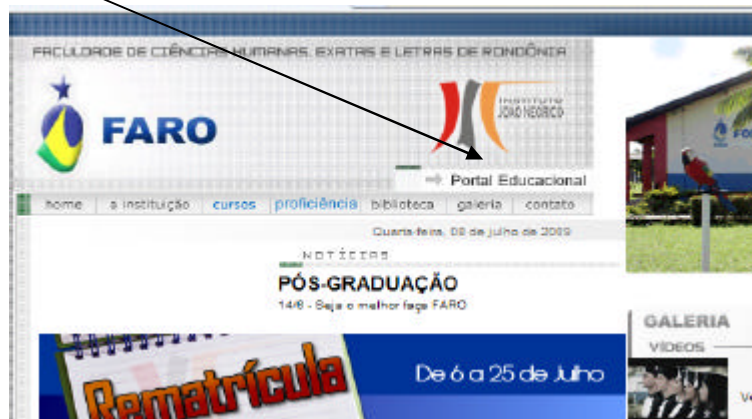 FACULDADE DE CIÊNCIAS HUMANAS, EXATAS E LETRAS DE RONDÔNIA
FARO
INSTITUTO
JOÃO NEÓRICO
Portal Educacional
home a instituição cursos proficiência biblioteca galeria contato
Quarta-feira, 08 de julho de 2009
NOTÍCIAS
PÓS-GRADUAÇÃO
14/6 - Seja o melhor faça FARO
Rematrícula
De 6 a 25 de Julho
GALERIA
VÍDEOS